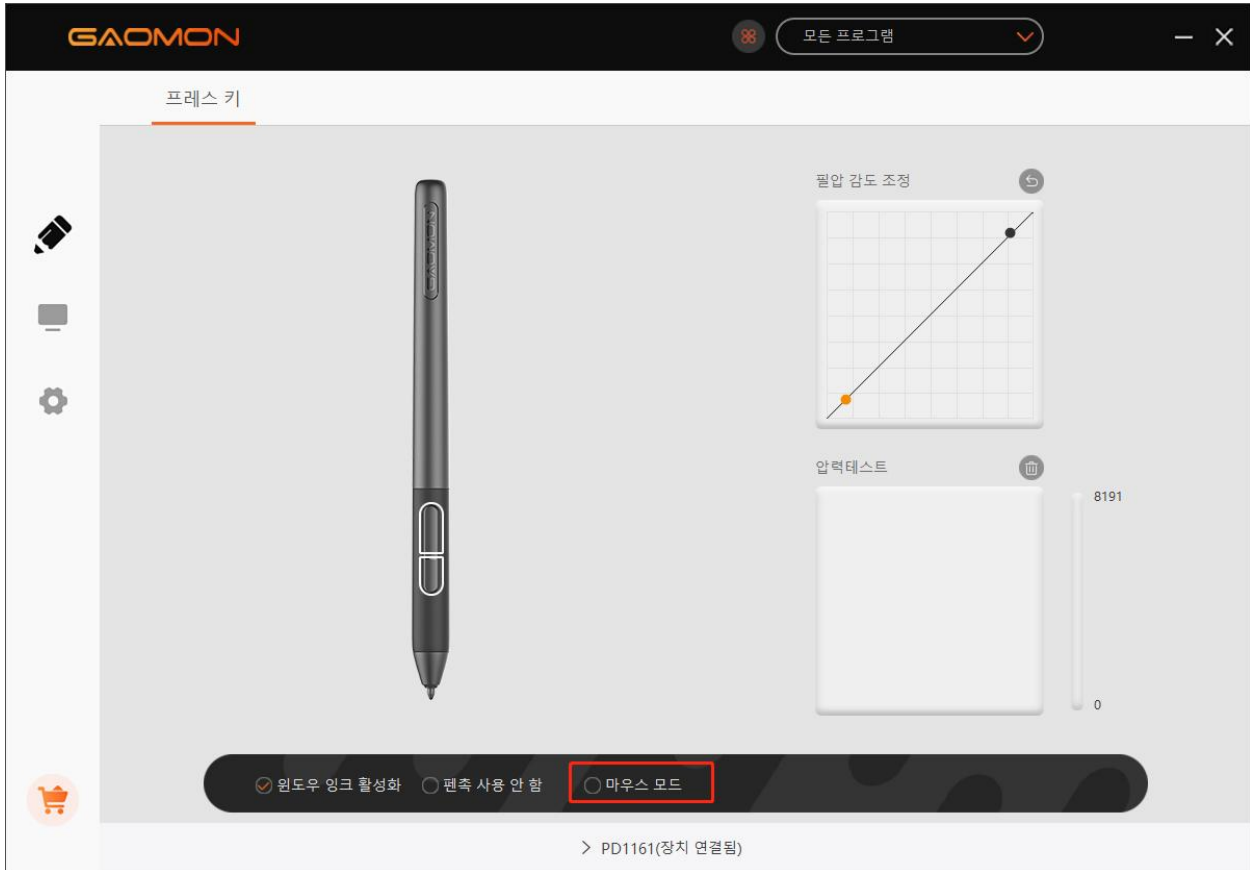 GAOMON
모든 프로그램
프레스 키
GAOMON
필압 감도 조정
압력테스트
8191
0
윈도우 잉크 활성화 펜촉 사용 안 함 마우스 모드
> PD1161(장치 연결됨)